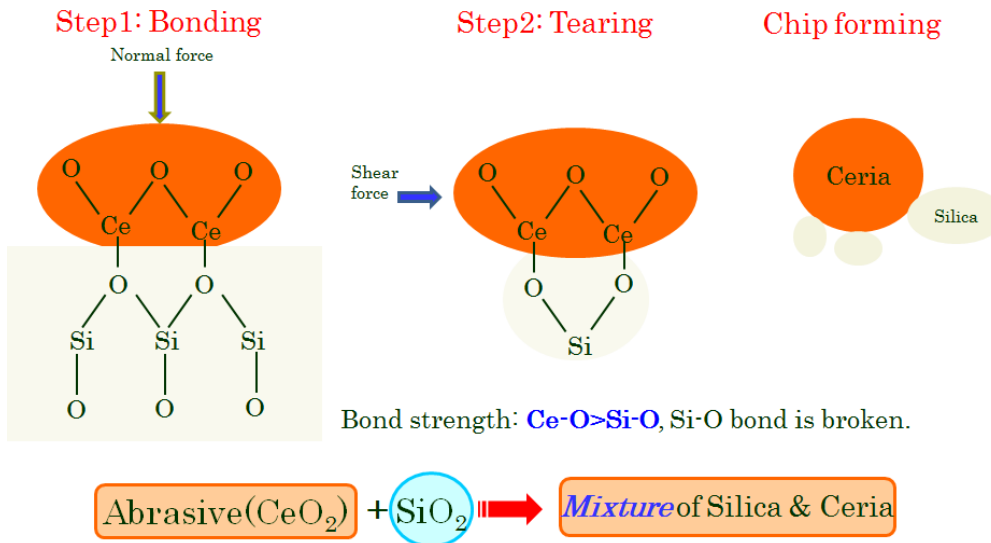 Step1: Bonding
Normal force
O O O
Ce Ce
O O
Si Si Si
O O O
Step2: Tearing
Shear
force
O O O
Ce Ce
O O
Si
Chip forming
Ceria
Silica
Bond strength: Ce-O>Si-O, Si-O bond is broken.
Abrasive(CeO₂) + SiO₂ Mixture of Silica & Ceria